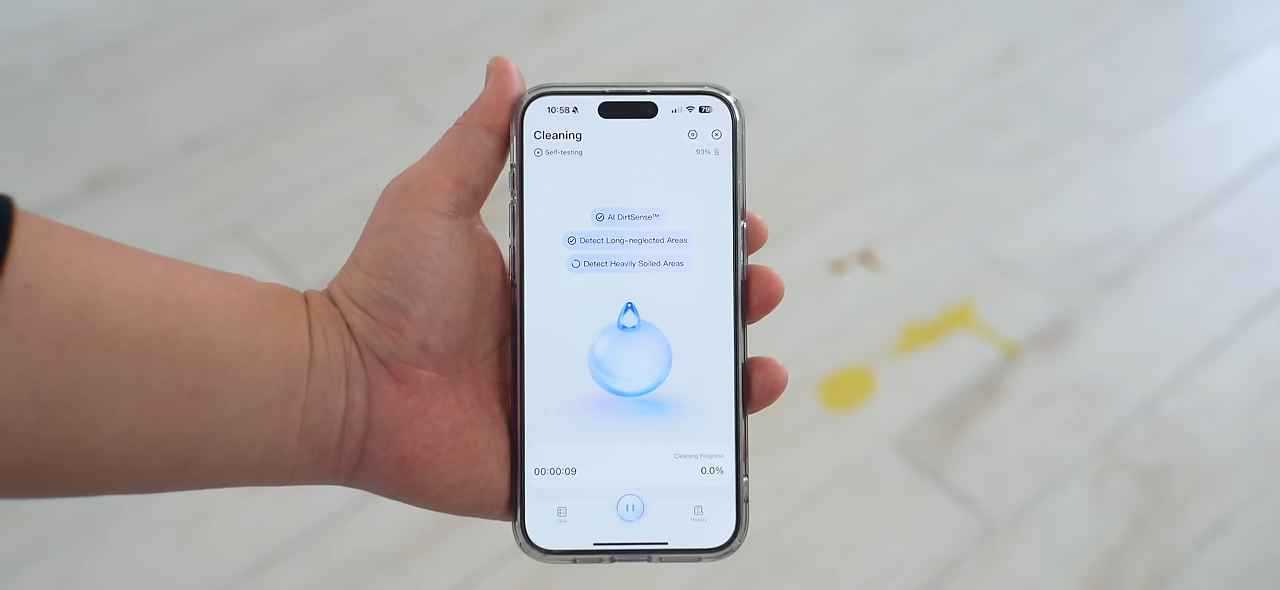 10:58 79
Cleaning
Self-testing 93%
AI DirtSense™
Detect Long-neglected Areas
Detect Heavily Soiled Areas
Cleaning Progress
00:00:09 0.0%
Task History